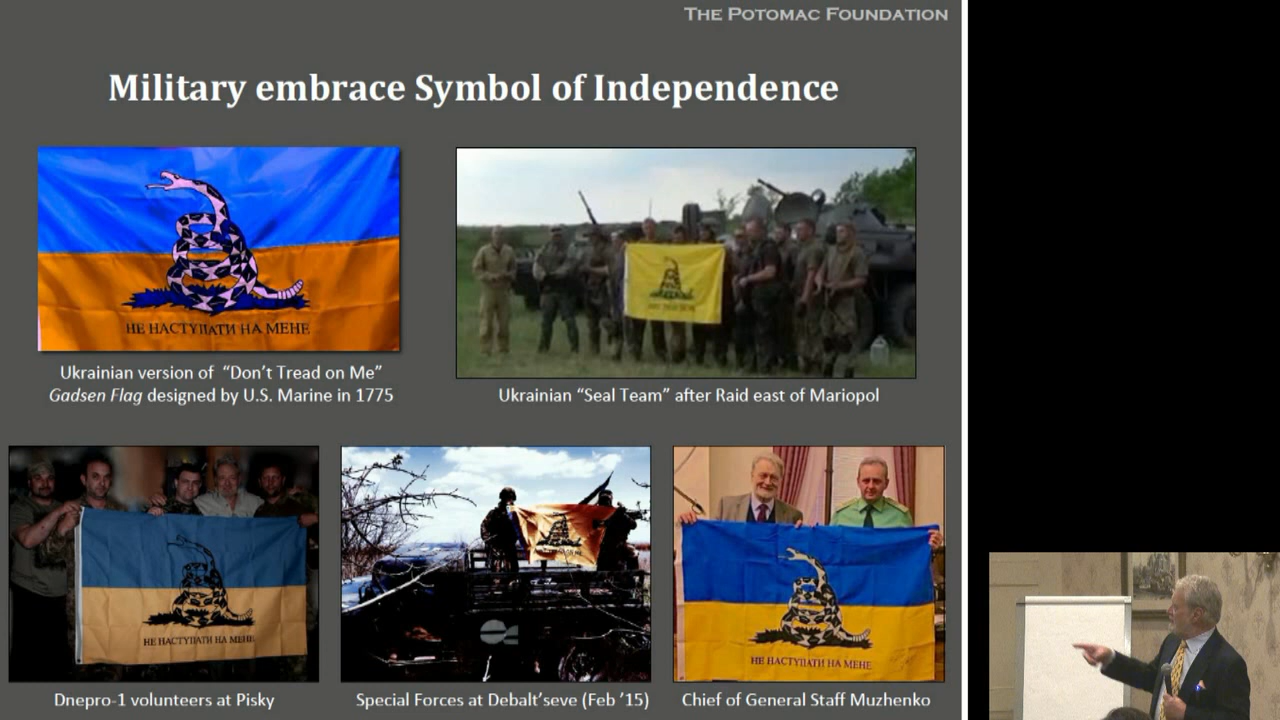 THE POTOMAC FOUNDATION
Military embrace Symbol of Independence
НЕ НАСТУПАТИ НА МЕНЕ
Ukrainian version of “Don’t Tread on Me”
Gadsen Flag designed by U.S. Marine in 1775
Ukrainian “Seal Team” after Raid east of Mariopol
НЕ НАСТУПАТИ НА МЕНЕ
НЕ НАСТУПАТИ НА МЕНЕ
Dnepro-1 volunteers at Pisky
Special Forces at Debalt’seve (Feb ’15)
Chief of General Staff Muzhenko